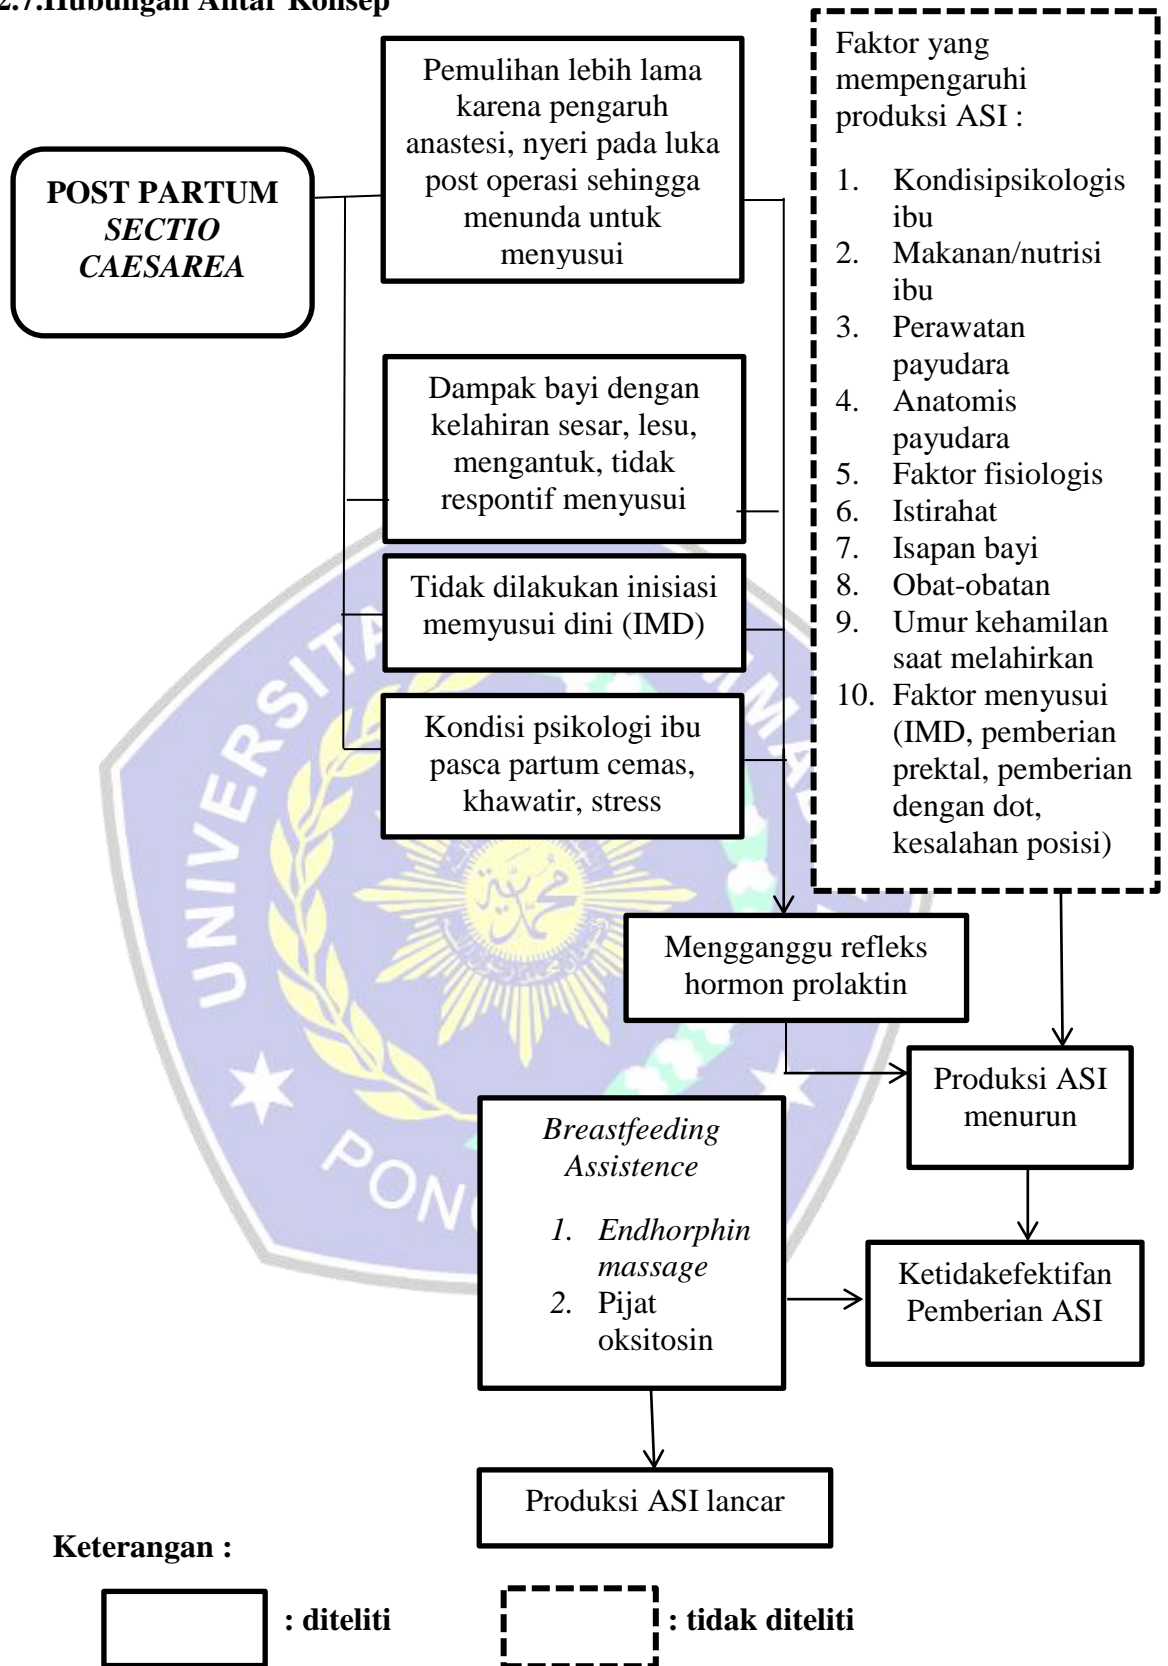 2.7.Hubungan Antar Konsep
Pemulihan lebih lama
karena pengaruh
anastesi, nyeri pada luka
post operasi sehingga
menunda untuk
menyusui
Faktor yang
mempengaruhi
produksi ASI :
1. Kondisipsikologis
ibu
2. Makanan/nutrisi
ibu
3. Perawatan
payudara
4. Anatomis
payudara
5. Faktor fisiologis
6. Istirahat
7. Isapan bayi
8. Obat-obatan
9. Umur kehamilan
saat melahirkan
10. Faktor menyusui
(IMD, pemberian
prektal, pemberian
dengan dot,
kesalahan posisi)
POST PARTUM
SECTIO
CAESAREA
Dampak bayi dengan
kelahiran sesar, lesu,
mengantuk, tidak
respontif menyusui
Tidak dilakukan inisiasi
memyusui dini (IMD)
Kondisi psikologi ibu
pasca partum cemas,
khawatir, stress
Mengganggu refleks
hormon prolaktin
Produksi ASI
menurun
Breastfeeding
Assistence
1. Endhorphin
massage
2. Pijat
oksitosin
Ketidakefektifan
Pemberian ASI
Produksi ASI lancar
Keterangan :
: diteliti
: tidak diteliti